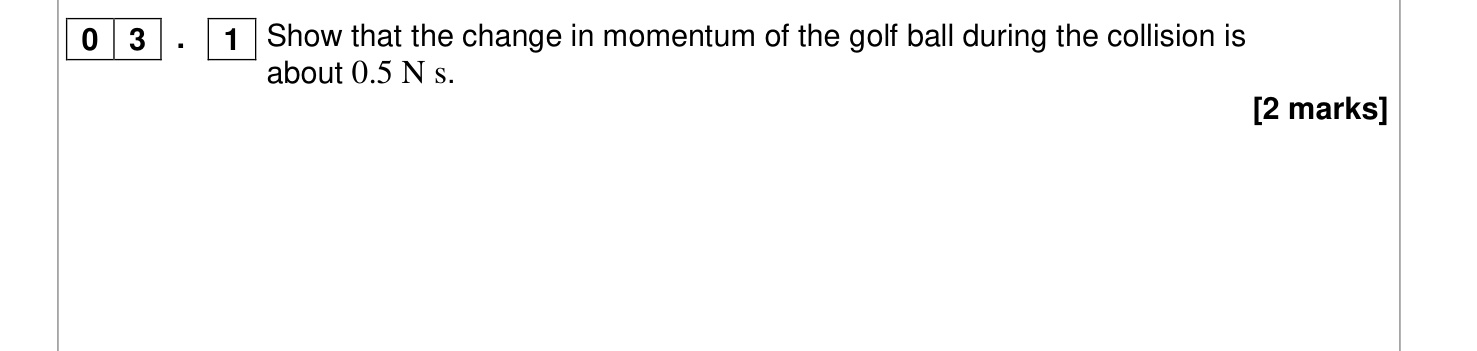 0 3 . 1 Show that the change in momentum of the golf ball during the collision is
about 0.5 N s.
[2 marks]